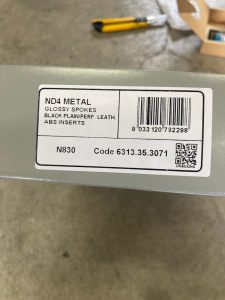 ND4 METAL
GLOSSY SPOKES
BLACK PLAIN/PERF. LEATH.
ABS INSERTS
8 033120 792298
N830
Code 6313.35.3071